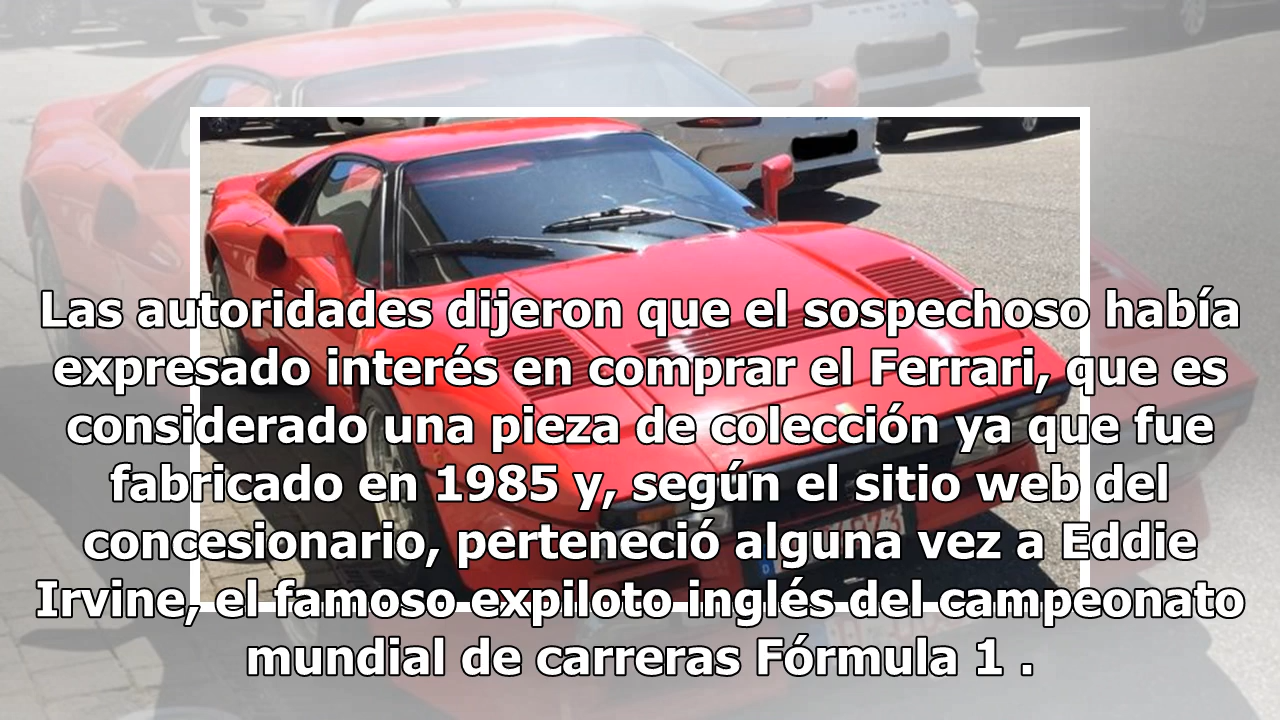 Las autoridades dijeron que el sospechoso había
expresado interés en comprar el Ferrari, que es
considerado una pieza de colección ya que fue
fabricado en 1985 y, según el sitio web del
concesionario, perteneció alguna vez a Eddie
Irvine, el famoso expiloto inglés del campeonato
mundial de carreras Fórmula 1 .